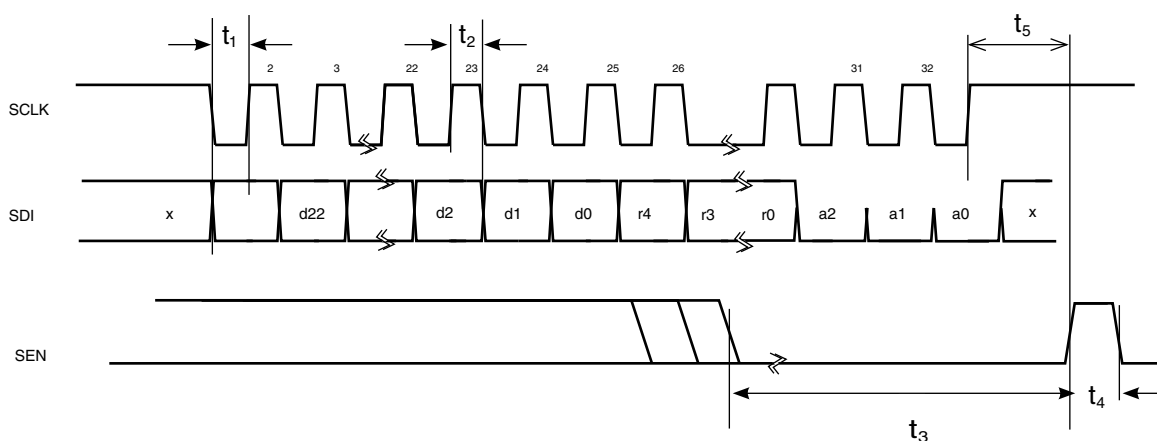 t1 t2 t5
2 3 22 23 24 25 26 31 32
SCLK
SDI x d22 d2 d1 d0 r4 r3 r0 a2 a1 a0 x
SEN
t4
t3